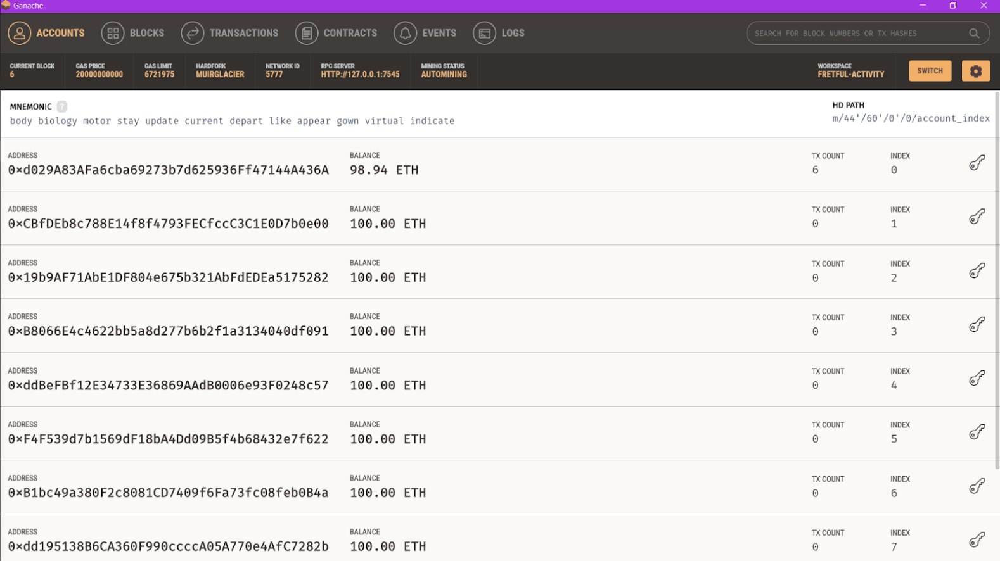 Ganache
ACCOUNTS BLOCKS TRANSACTIONS CONTRACTS EVENTS LOGS SEARCH FOR BLOCK NUMBERS OR TX HASHES
CURRENT BLOCK GAS PRICE GAS LIMIT HARDFORK NETWORK ID RPC SERVER MINING STATUS WORKSPACE
6 20000000000 6721975 MUIRGLACIER 5777 HTTP://127.0.0.1:7545 AUTOMINING FRETFUL-ACTIVITY SWITCH
MNEMONIC ? HD PATH
body biology motor stay update current depart like appear gown virtual indicate m/44'/60'/0'/0/account_index
ADDRESS BALANCE TX COUNT INDEX
0×d029A83AFa6cba69273b7d625936Ff47144A436A 98.94 ETH 6 0
ADDRESS BALANCE TX COUNT INDEX
0×CBfDEb8c788E14f8f4793FECfccC3C1E0D7b0e00 100.00 ETH 0 1
ADDRESS BALANCE TX COUNT INDEX
0×19b9AF71AbE1DF804e675b321AbFdEDEa5175282 100.00 ETH 0 2
ADDRESS BALANCE TX COUNT INDEX
0×B8066E4c4622bb5a8d277b6b2f1a3134040df091 100.00 ETH 0 3
ADDRESS BALANCE TX COUNT INDEX
0×ddBeFBf12E34733E36869AAdB0006e93F0248c57 100.00 ETH 0 4
ADDRESS BALANCE TX COUNT INDEX
0×F4F539d7b1569dF18bA4Dd09B5f4b68432e7f622 100.00 ETH 0 5
ADDRESS BALANCE TX COUNT INDEX
0×B1bc49a380F2c8081CD7409f6Fa73fc08feb0B4a 100.00 ETH 0 6
ADDRESS BALANCE TX COUNT INDEX
0×dd195138B6CA360F990ccccA05A770e4AfC7282b 100.00 ETH 0 7